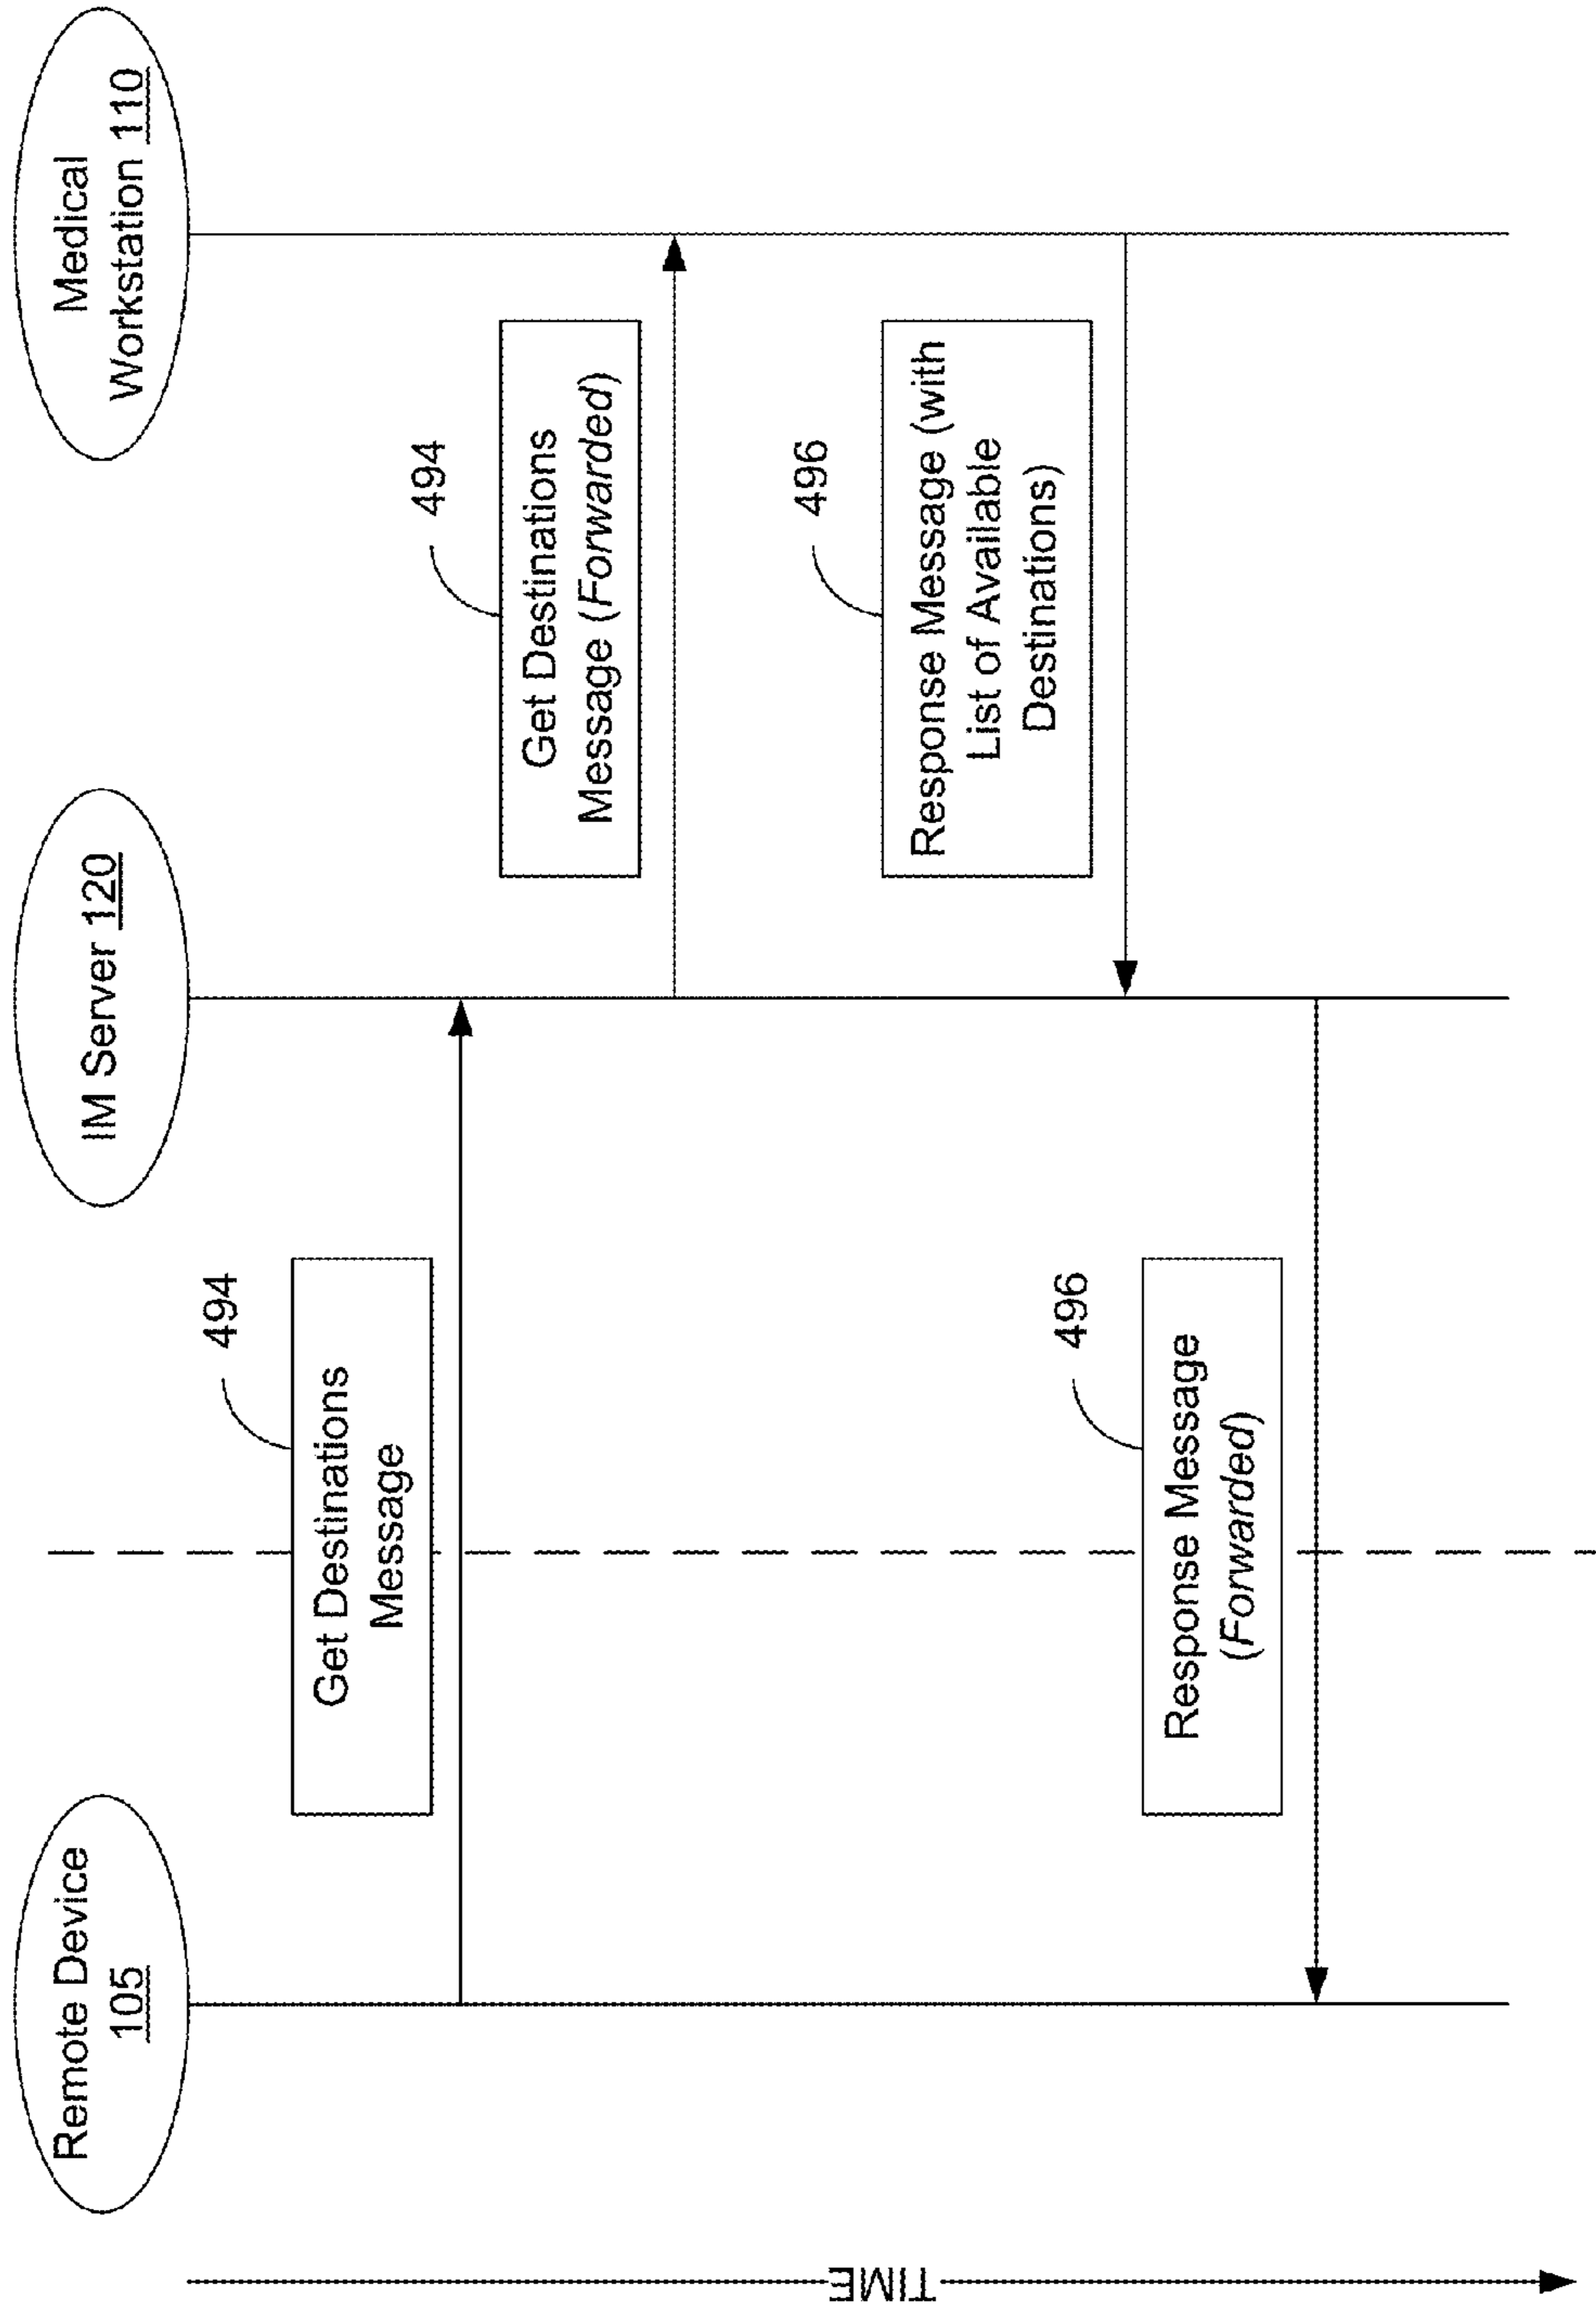 Remote Device
105
IM Server 120
Medical
Workstation 110
TIME
494
Get Destinations
Message
494
Get Destinations
Message (Forwarded)
496
Response Message (with
List of Available
Destinations)
496
Response Message
(Forwarded)